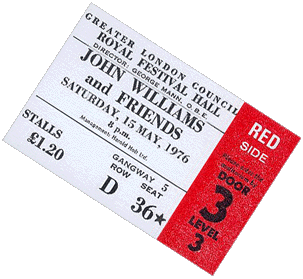 GREATER LONDON COUNCIL
ROYAL FESTIVAL HALL
DIRECTOR: GEORGE MANN, O.B.E.
JOHN WILLIAMS
and FRIENDS
SATURDAY, 15 MAY, 1976
8 p.m.
Management: Harold Holt Ltd.
STALLS
£1.20
GANGWAY 5
ROW SEAT
D 36★
RED
SIDE
DOOR
3
LEVEL
3